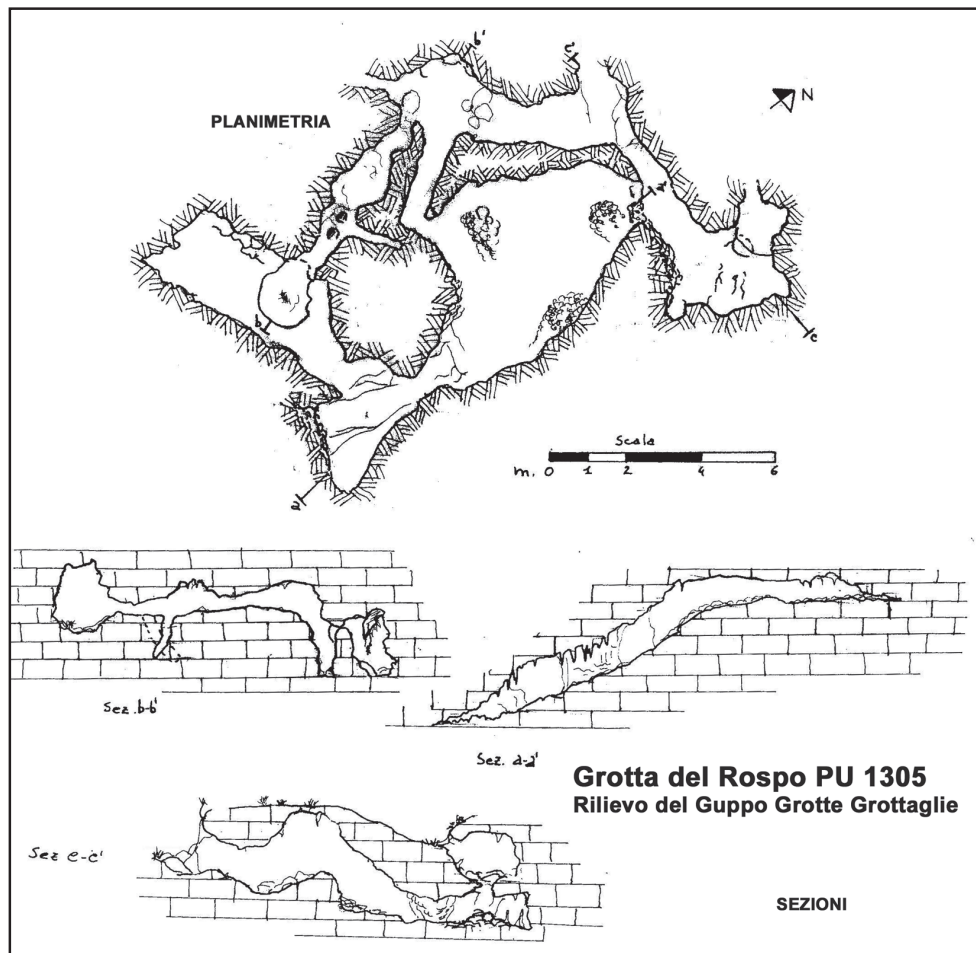 b'
c'
N
PLANIMETRIA
a'
b
c
Scala
m. 0 1 2 4 6
a
Sez. b-b'
Sez. a-a'
Grotta del Rospo PU 1305
Rilievo del Guppo Grotte Grottaglie
Sez c-c'
SEZIONI